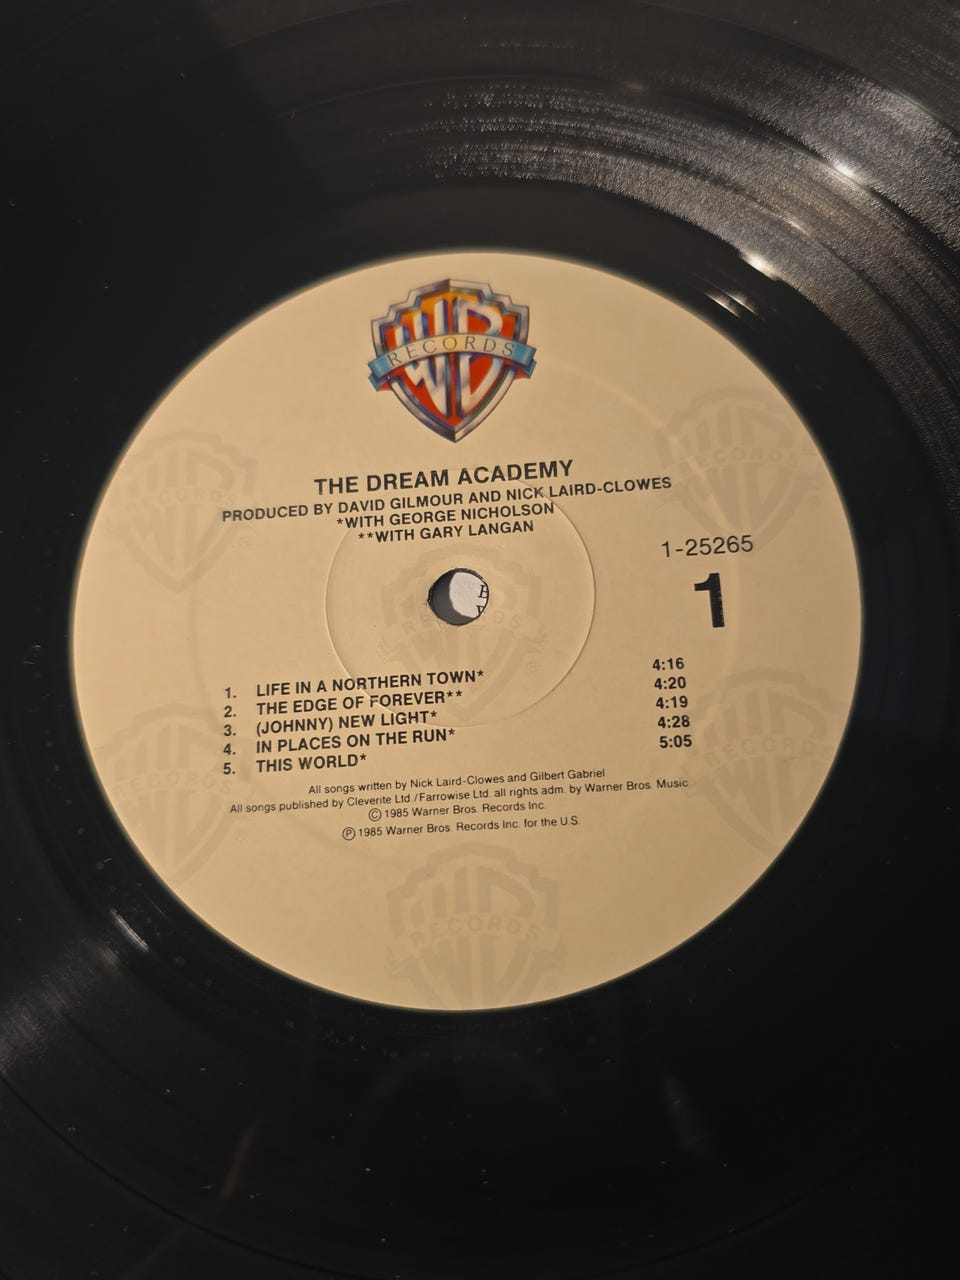 WB
RECORDS
THE DREAM ACADEMY
PRODUCED BY DAVID GILMOUR AND NICK LAIRD-CLOWES
*WITH GEORGE NICHOLSON
**WITH GARY LANGAN
1-25265
1
1. LIFE IN A NORTHERN TOWN* 4:16
2. THE EDGE OF FOREVER** 4:20
3. (JOHNNY) NEW LIGHT* 4:19
4. IN PLACES ON THE RUN* 4:28
5. THIS WORLD* 5:05
All songs written by Nick Laird-Clowes and Gilbert Gabriel
All songs published by Cleverite Ltd./Farrowise Ltd. all rights adm. by Warner Bros. Music
Ⓒ 1985 Warner Bros. Records Inc.
Ⓟ 1985 Warner Bros. Records Inc. for the U.S.